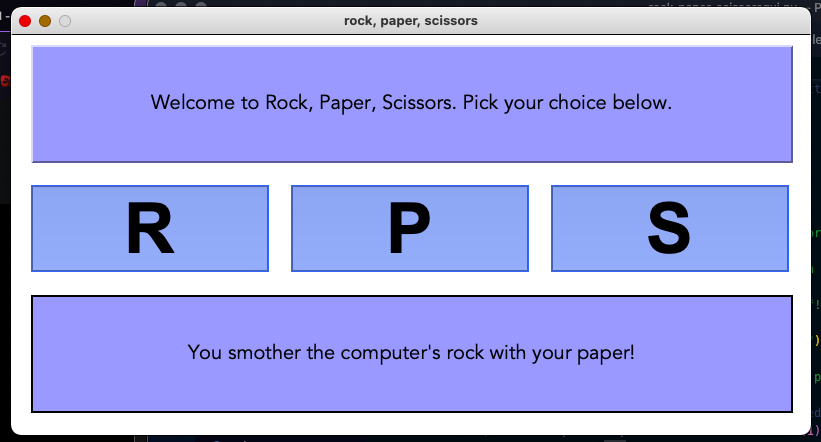 rock, paper, scissors
Welcome to Rock, Paper, Scissors. Pick your choice below.
R P S
You smother the computer's rock with your paper!